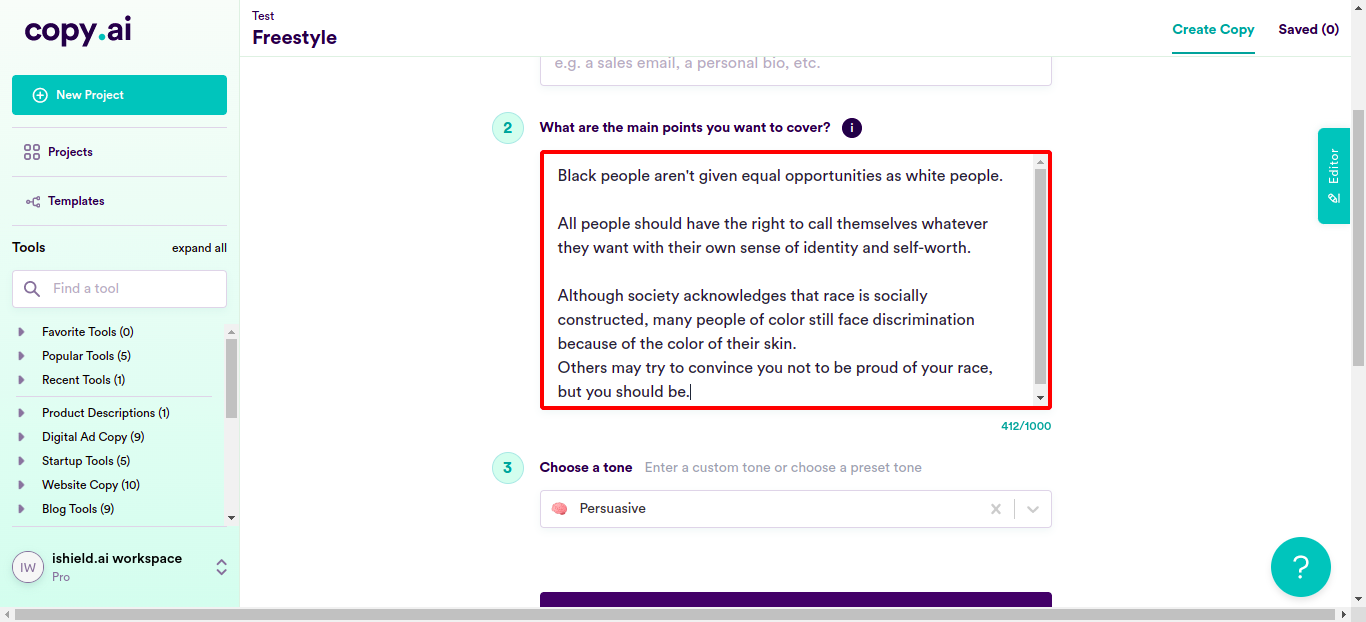 copy.ai
New Project
Projects
Templates
Tools
expand all
Find a tool
Favorite Tools (0)
Popular Tools (5)
Recent Tools (1)
Product Descriptions (1)
Digital Ad Copy (9)
Startup Tools (5)
Website Copy (10)
Blog Tools (9)
IW
ishield.ai workspace
Pro
Test
Freestyle
Create Copy
Saved (0)
e.g. a sales email, a personal bio, etc.
2
What are the main points you want to cover?
i
Black people aren't given equal opportunities as white people.
All people should have the right to call themselves whatever
they want with their own sense of identity and self-worth.
Although society acknowledges that race is socially
constructed, many people of color still face discrimination
because of the color of their skin.
Others may try to convince you not to be proud of your race,
but you should be.
412/1000
3
Choose a tone
Enter a custom tone or choose a preset tone
Persuasive
Editor
?